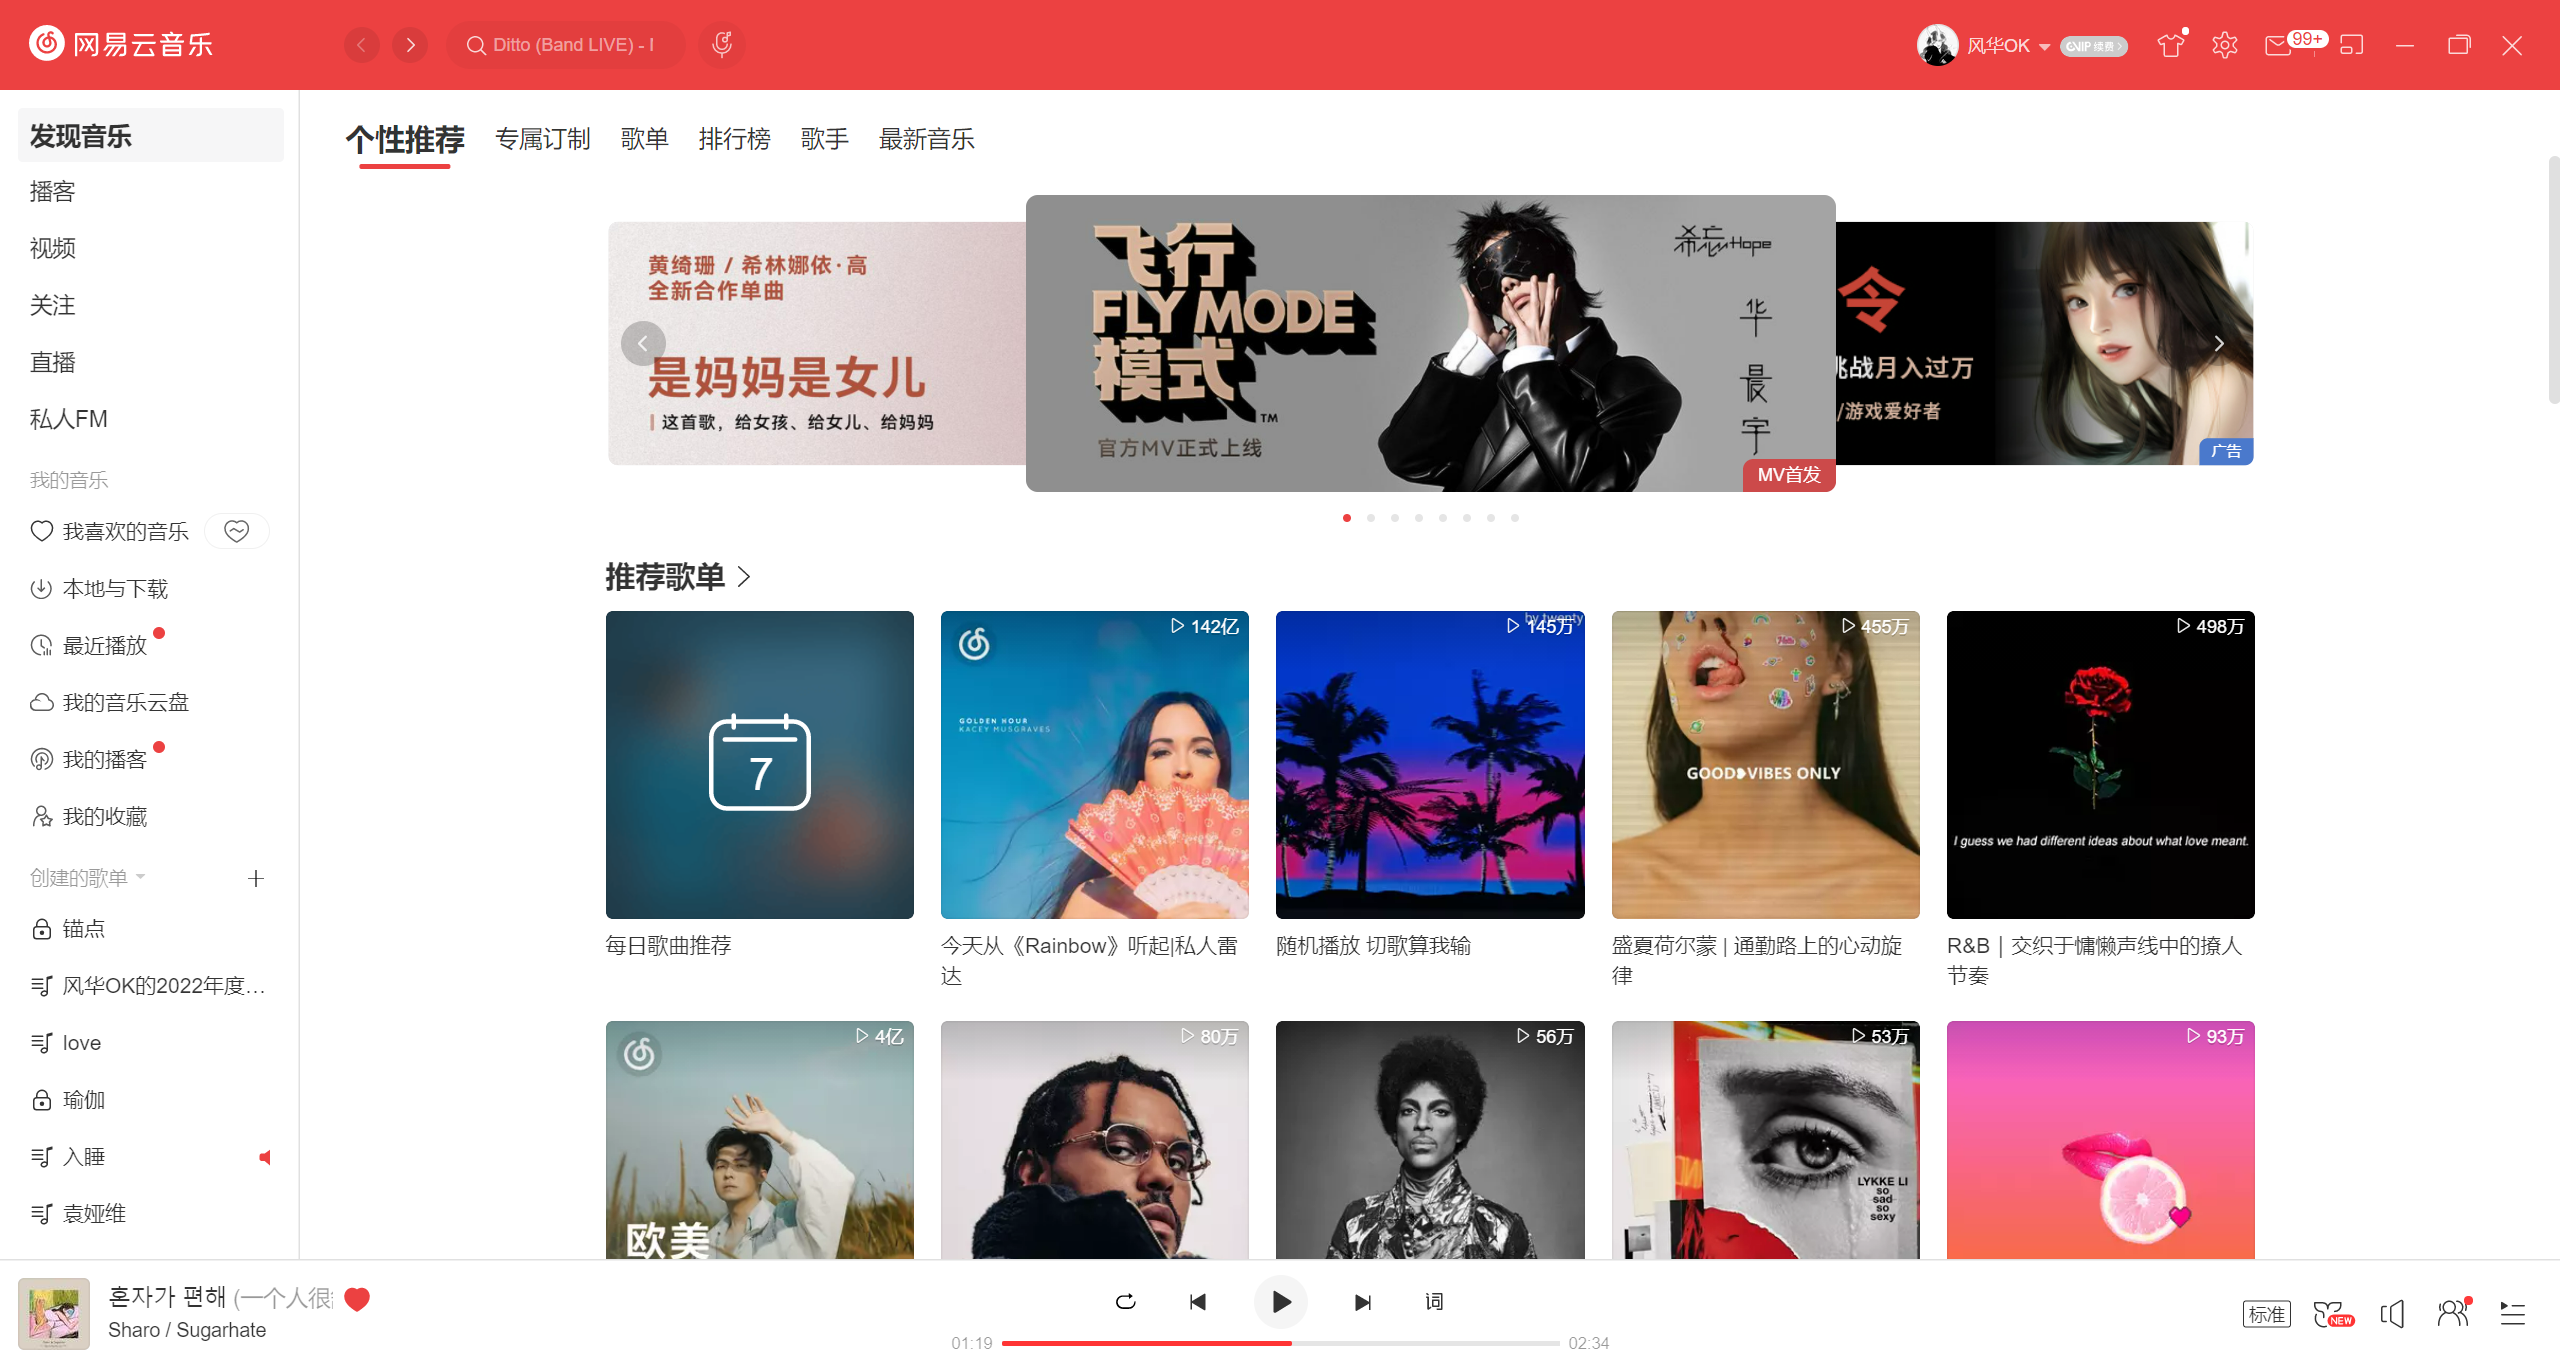 网易云音乐
Ditto (Band LIVE) - I
风华OK
VIP 续费
99+
发现音乐
播客
视频
关注
直播
私人FM
我的音乐
我喜欢的音乐
本地与下载
最近播放
我的音乐云盘
我的播客
我的收藏
创建的歌单
锚点
风华OK的2022年度…
love
瑜伽
入睡
袁娅维
个性推荐 专属订制 歌单 排行榜 歌手 最新音乐
黄绮珊 / 希林娜依·高
全新合作单曲
是妈妈是女儿
这首歌，给女孩、给女儿、给妈妈
飞行
FLY MODE
模式
TM
官方MV正式上线
希忘Hope
华晨宇
MV首发
令
挑战月入过万
/游戏爱好者
广告
推荐歌单
7
每日歌曲推荐
142亿
GOLDEN HOUR
KACEY MUSGRAVES
今天从《Rainbow》听起|私人雷
达
by twenty
145万
随机播放 切歌算我输
455万
GOOD VIBES ONLY
盛夏荷尔蒙 | 通勤路上的心动旋
律
498万
I guess we had different ideas about what love meant.
R&B｜交织于慵懒声线中的撩人
节奏
4亿
欧美
80万
56万
53万
LYKKE LI
so
sad
so
sexy
93万
혼자가 편해 (一个人很
Sharo / Sugarhate
词
01:19
02:34
标准
NEW